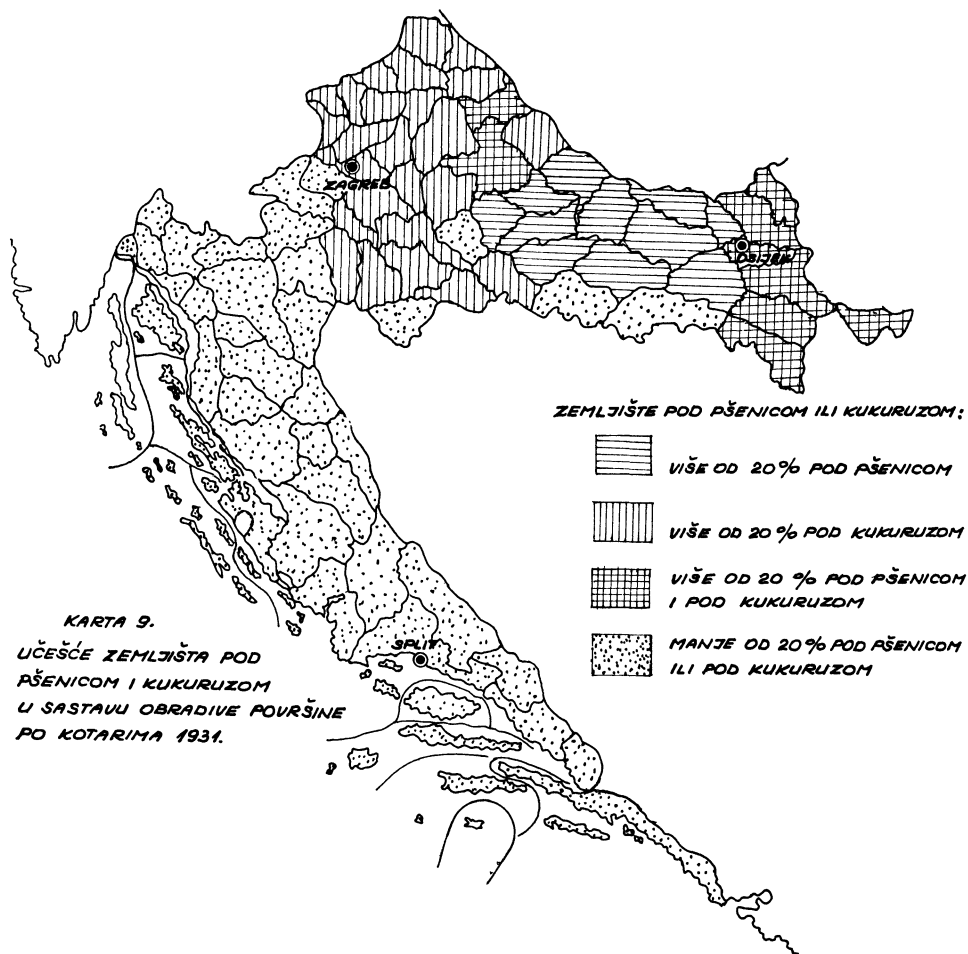 ZAGREB
OSIJEK
ZEMLJIŠTE POD PŠENICOM ILI KUKURUZOM:
VIŠE OD 20% POD PŠENICOM
VIŠE OD 20% POD KUKURUZOM
VIŠE OD 20 % POD PŠENICOM
I POD KUKURUZOM
MANJE OD 20% POD PŠENICOM
ILI POD KUKURUZOM
SPLIT
KARTA 9.
UČEŠĆE ZEMLJIŠTA POD
PŠENICOM I KUKURUZOM
U SASTAVU OBRADIVE POVRŠINE
PO KOTARIMA 1931.